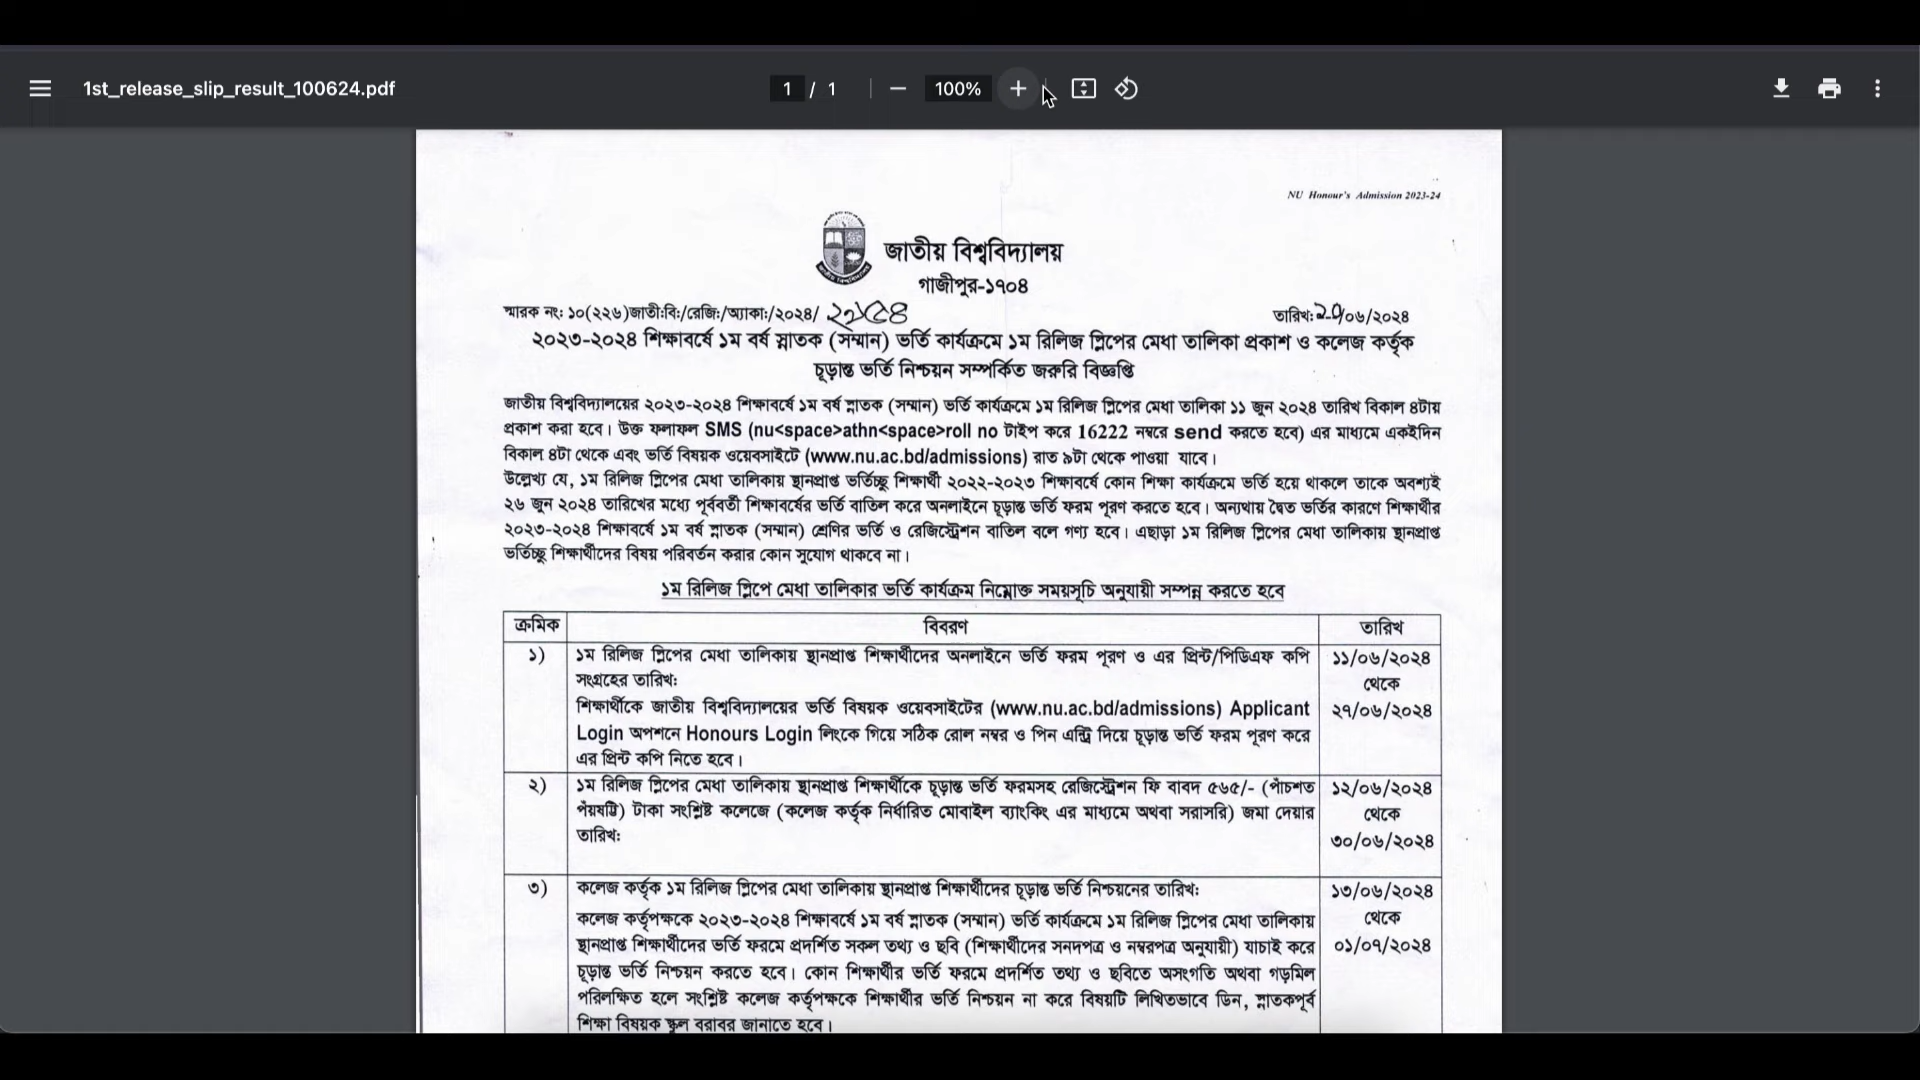 1st_release_slip_result_100624.pdf
1 / 1
100%
NU Honour's Admission 2023-24
জাতীয় বিশ্ববিদ্যালয়
গাজীপুর-১৭০৪
স্মারক নং: ১০(২২৬)জাতী:বি:/রেজি:/অ্যাকা:/২০২৪/
তারিখ: /০৬/২০২৪
২০২৩-২০২৪ শিক্ষাবর্ষে ১ম বর্ষ স্নাতক (সম্মান) ভর্তি কার্যক্রমে ১ম রিলিজ স্লিপের মেধা তালিকা প্রকাশ ও কলেজ কর্তৃক
চূড়ান্ত ভর্তি নিশ্চয়ন সম্পর্কিত জরুরি বিজ্ঞপ্তি
জাতীয় বিশ্ববিদ্যালয়ের ২০২৩-২০২৪ শিক্ষাবর্ষে ১ম বর্ষ স্নাতক (সম্মান) ভর্তি কার্যক্রমে ১ম রিলিজ স্লিপের মেধা তালিকা ১১ জুন ২০২৪ তারিখ বিকাল ৪টায়
প্রকাশ করা হবে। উক্ত ফলাফল SMS (nu<space>athn<space>roll no টাইপ করে 16222 নম্বরে send করতে হবে) এর মাধ্যমে একইদিন
বিকাল ৪টা থেকে এবং ভর্তি বিষয়ক ওয়েবসাইটে (www.nu.ac.bd/admissions) রাত ৯টা থেকে পাওয়া যাবে।
উল্লেখ্য যে, ১ম রিলিজ স্লিপের মেধা তালিকায় স্থানপ্রাপ্ত ভর্তিচ্ছু শিক্ষার্থী ২০২২-২০২৩ শিক্ষাবর্ষে কোন শিক্ষা কার্যক্রমে ভর্তি হয়ে থাকলে তাকে অবশ্যই
২৬ জুন ২০২৪ তারিখের মধ্যে পূর্ববর্তী শিক্ষাবর্ষের ভর্তি বাতিল করে অনলাইনে চূড়ান্ত ভর্তি ফরম পূরণ করতে হবে। অন্যথায় দ্বৈত ভর্তির কারণে শিক্ষার্থীর
২০২৩-২০২৪ শিক্ষাবর্ষে ১ম বর্ষ স্নাতক (সম্মান) শ্রেণির ভর্তি ও রেজিস্ট্রেশন বাতিল বলে গণ্য হবে। এছাড়া ১ম রিলিজ স্লিপের মেধা তালিকায় স্থানপ্রাপ্ত
ভর্তিচ্ছু শিক্ষার্থীদের বিষয় পরিবর্তন করার কোন সুযোগ থাকবে না।
১ম রিলিজ স্লিপে মেধা তালিকার ভর্তি কার্যক্রম নিম্নোক্ত সময়সূচি অনুযায়ী সম্পন্ন করতে হবে
ক্রমিক বিবরণ তারিখ
১) ১ম রিলিজ স্লিপের মেধা তালিকায় স্থানপ্রাপ্ত শিক্ষার্থীদের অনলাইনে ভর্তি ফরম পূরণ ও এর প্রিন্ট/পিডিএফ কপি ১১/০৬/২০২৪
সংগ্রহের তারিখ: থেকে
শিক্ষার্থীকে জাতীয় বিশ্ববিদ্যালয়ের ভর্তি বিষয়ক ওয়েবসাইটের (www.nu.ac.bd/admissions) Applicant ২৭/০৬/২০২৪
Login অপশনে Honours Login লিংকে গিয়ে সঠিক রোল নম্বর ও পিন এন্ট্রি দিয়ে চূড়ান্ত ভর্তি ফরম পূরণ করে
এর প্রিন্ট কপি নিতে হবে।
২) ১ম রিলিজ স্লিপের মেধা তালিকায় স্থানপ্রাপ্ত শিক্ষার্থীকে চূড়ান্ত ভর্তি ফরমসহ রেজিস্ট্রেশন ফি বাবদ ৫৬৫/- (পাঁচশত ১২/০৬/২০২৪
পঁয়ষট্টি) টাকা সংশ্লিষ্ট কলেজে (কলেজ কর্তৃক নির্ধারিত মোবাইল ব্যাংকিং এর মাধ্যমে অথবা সরাসরি) জমা দেয়ার থেকে
তারিখ: ৩০/০৬/২০২৪
৩) কলেজ কর্তৃক ১ম রিলিজ স্লিপের মেধা তালিকায় স্থানপ্রাপ্ত শিক্ষার্থীদের চূড়ান্ত ভর্তি নিশ্চয়নের তারিখ: ১৩/০৬/২০২৪
কলেজ কর্তৃপক্ষকে ২০২৩-২০২৪ শিক্ষাবর্ষে ১ম বর্ষ স্নাতক (সম্মান) ভর্তি কার্যক্রমে ১ম রিলিজ স্লিপের মেধা তালিকায় থেকে
স্থানপ্রাপ্ত শিক্ষার্থীদের ভর্তি ফরমে প্রদর্শিত সকল তথ্য ও ছবি (শিক্ষার্থীদের সনদপত্র ও নম্বরপত্র অনুযায়ী) যাচাই করে ০১/০৭/২০২৪
চূড়ান্ত ভর্তি নিশ্চয়ন করতে হবে। কোন শিক্ষার্থীর ভর্তি ফরমে প্রদর্শিত তথ্য ও ছবিতে অসংগতি অথবা গড়মিল
পরিলক্ষিত হলে সংশ্লিষ্ট কলেজ কর্তৃপক্ষকে শিক্ষার্থীর ভর্তি নিশ্চয়ন না করে বিষয়টি লিখিতভাবে ডিন, স্নাতকপূর্ব
শিক্ষা বিষয়ক স্কুল বরাবর জানাতে হবে।